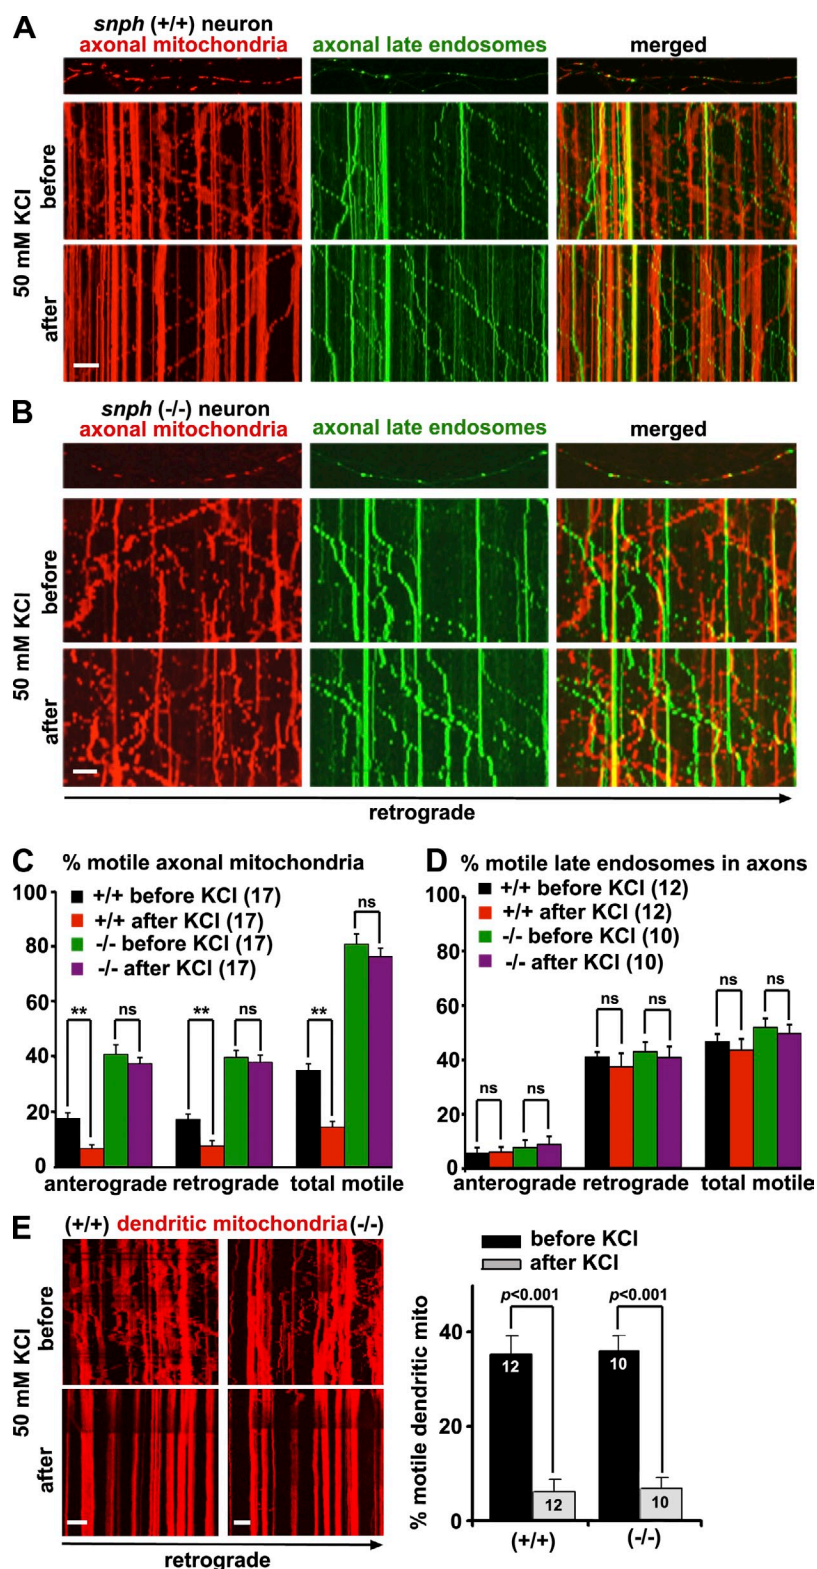 A
snph (+/+) neuron
axonal mitochondria axonal late endosomes merged
50 mM KCl
before
after
B
snph (-/-) neuron
axonal mitochondria axonal late endosomes merged
50 mM KCl
before
after
retrograde
C % motile axonal mitochondria
100
80
60
40
20
0
+/+ before KCl (17)
+/+ after KCl (17)
-/- before KCl (17)
-/- after KCl (17)
** ns
** ns
** ns
anterograde retrograde total motile
D % motile late endosomes in axons
100
80
60
40
20
0
+/+ before KCl (12)
+/+ after KCl (12)
-/- before KCl (10)
-/- after KCl (10)
ns ns
ns ns
ns ns
anterograde retrograde total motile
E (+/+) dendritic mitochondria (-/-)
50 mM KCl
before
after
retrograde
before KCl
after KCl
% motile dendritic mito
40
20
0
p<0.001 p<0.001
12 12 10 10
(+/+) (-/-)